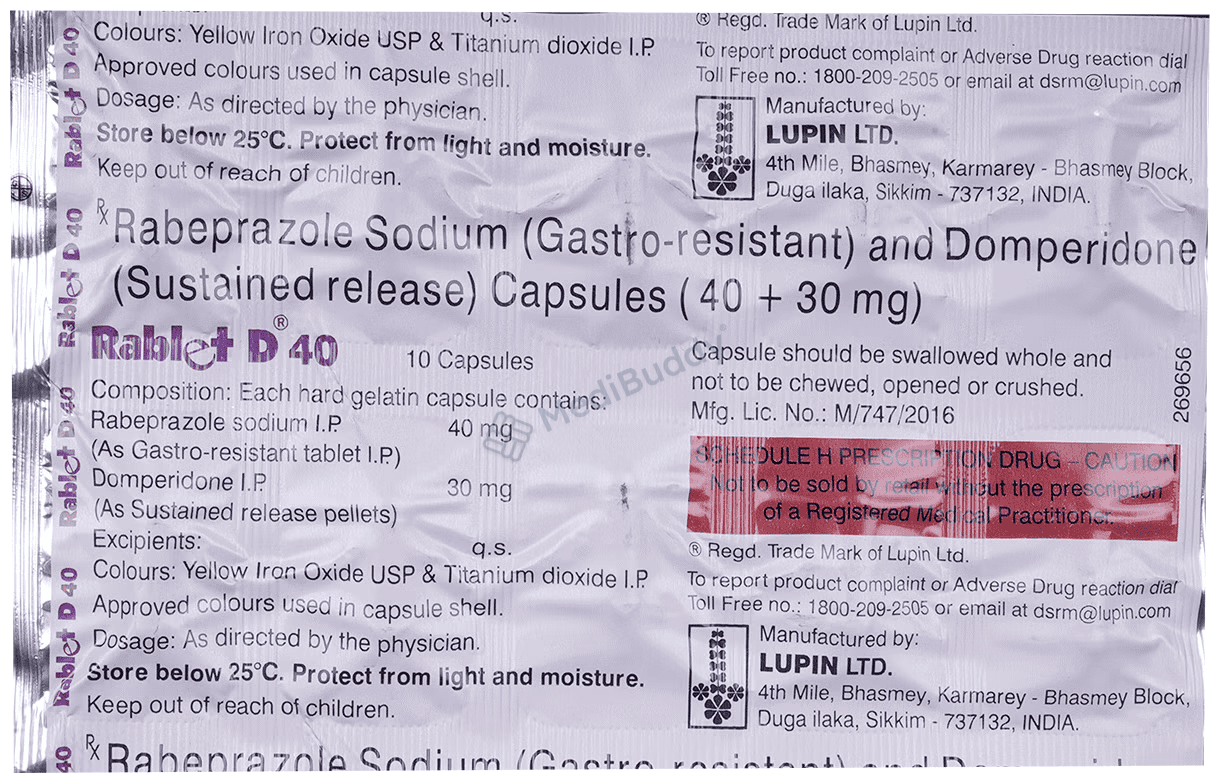 q.s.
Colours: Yellow Iron Oxide USP & Titanium dioxide I.P.
Approved colours used in capsule shell.
Dosage: As directed by the physician.
Store below 25°C. Protect from light and moisture.
Keep out of reach of children.
® Regd. Trade Mark of Lupin Ltd.
To report product complaint or Adverse Drug reaction dial
Toll Free no.: 1800-209-2505 or email at dsrm@lupin.com
Manufactured by:
LUPIN LTD.
4th Mile, Bhasmey, Karmarey - Bhasmey Block,
Duga ilaka, Sikkim - 737132, INDIA.
Rablet D 40
Rablet D 40
Rablet D 40
Rablet D 40
40
Rx Rabeprazole Sodium (Gastro-resistant) and Domperidone
(Sustained release) Capsules (40 + 30 mg)
Rablet D® 40 10 Capsules
Composition: Each hard gelatin capsule contains:
Rabeprazole sodium I.P. 40 mg
(As Gastro-resistant tablet I.P.)
Domperidone I.P. 30 mg
(As Sustained release pellets)
Excipients: q.s.
Colours: Yellow Iron Oxide USP & Titanium dioxide I.P.
Approved colours used in capsule shell.
Dosage: As directed by the physician.
Store below 25°C. Protect from light and moisture.
Keep out of reach of children.
Capsule should be swallowed whole and
not to be chewed, opened or crushed.
Mfg. Lic. No.: M/747/2016
269656
SCHEDULE H PRESCRIPTION DRUG – CAUTION
Not to be sold by retail without the prescription
of a Registered Medical Practitioner.
® Regd. Trade Mark of Lupin Ltd.
To report product complaint or Adverse Drug reaction dial
Toll Free no.: 1800-209-2505 or email at dsrm@lupin.com
Manufactured by:
LUPIN LTD.
4th Mile, Bhasmey, Karmarey - Bhasmey Block,
Duga ilaka, Sikkim - 737132, INDIA.
MediBuddy
Rx Rabeprazole Sodium (Gastro-resistant) and